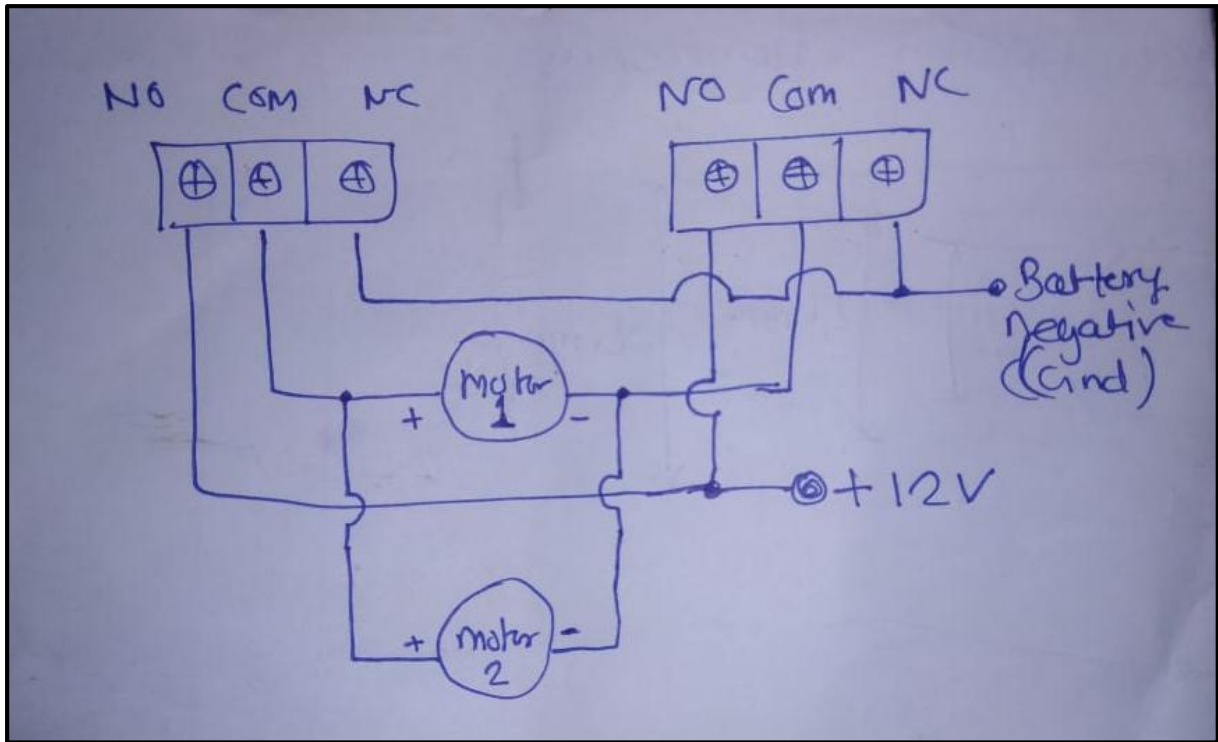 NO COM NC
NO Com NC
Battery
negative
(Gnd)
+ motor 1 -
+12V
+ motor 2 -